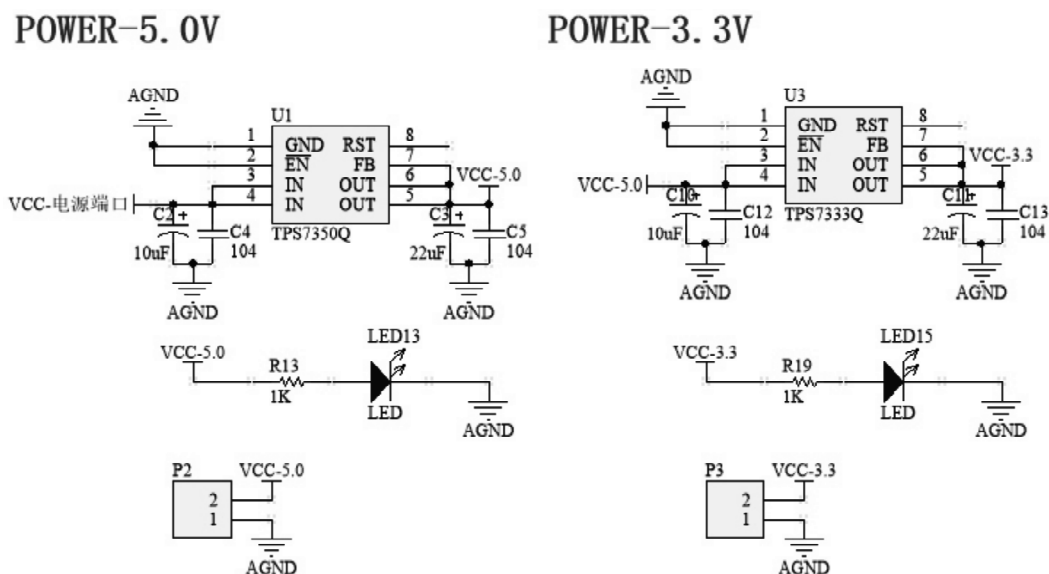 POWER-5.0V
AGND
U1
1 GND RST 8
2 EN FB 7
3 IN OUT 6
4 IN OUT 5
TPS7350Q
VCC-电源端口
VCC-5.0
C2 +
10uF
C4
104
C3 +
22uF
C5
104
AGND
AGND
VCC-5.0
R13
1K
LED13
LED
AGND
P2
VCC-5.0
2
1
AGND
POWER-3.3V
AGND
U3
1 GND RST 8
2 EN FB 7
3 IN OUT 6
4 IN OUT 5
TPS7333Q
VCC-5.0
VCC-3.3
C10 +
10uF
C12
104
C11 +
22uF
C13
104
AGND
AGND
VCC-3.3
R19
1K
LED15
LED
AGND
P3
VCC-3.3
2
1
AGND